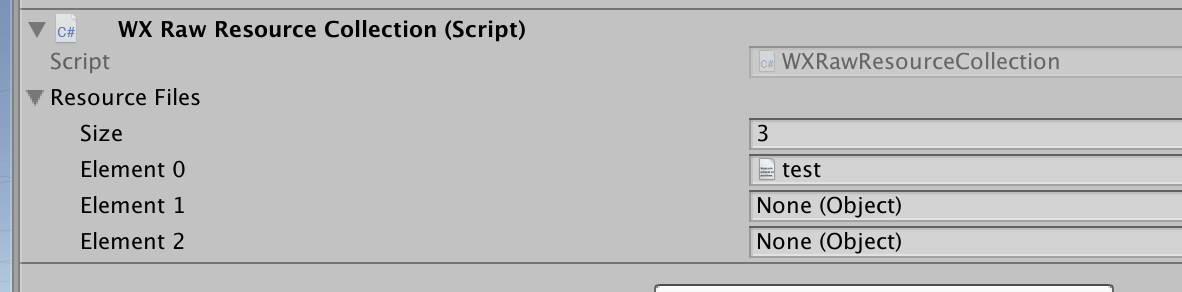 C# WX Raw Resource Collection (Script)
Script C# WXRawResourceCollection
Resource Files
Size 3
Element 0 test
Element 1 None (Object)
Element 2 None (Object)